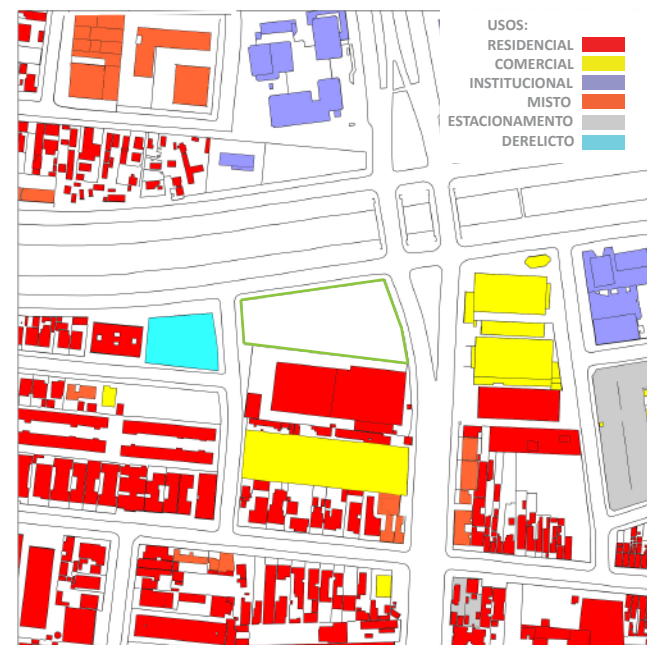 USOS:
RESIDENCIAL
COMERCIAL
INSTITUCIONAL
MISTO
ESTACIONAMENTO
DERELICTO